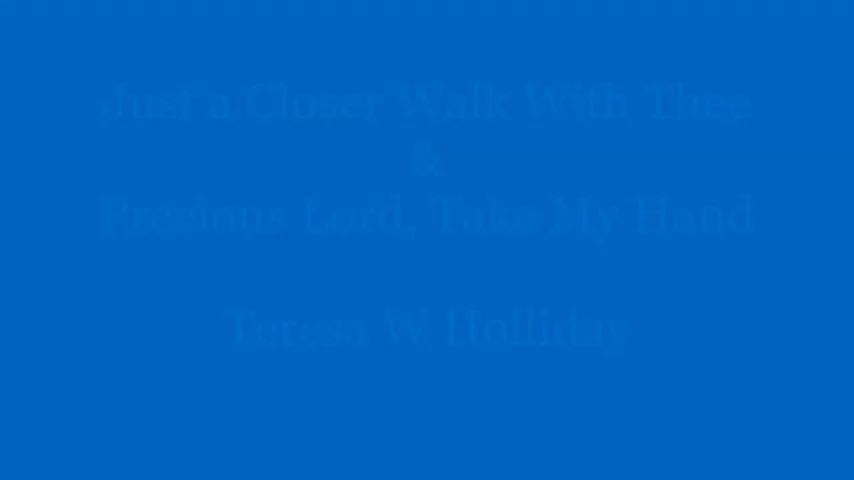 Just a Closer Walk With Thee
&
Precious Lord, Take My Hand
Teresa W Holliday